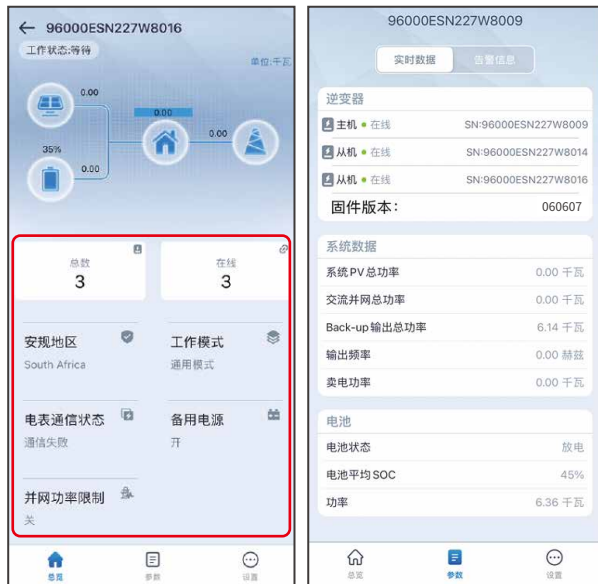 ← 96000ESN227W8016
工作状态:等待
单位:千瓦
0.00
0.00
0.00
35%
0.00
总数
3
在线
3
安规地区
South Africa
工作模式
通用模式
电表通信状态
通信失败
备用电源
开
并网功率限制
关
总览
参数
设置
96000ESN227W8009
实时数据
告警信息
逆变器
主机 • 在线 SN:96000ESN227W8009
从机 • 在线 SN:96000ESN227W8014
从机 • 在线 SN:96000ESN227W8016
固件版本: 060607
系统数据
系统PV总功率 0.00 千瓦
交流并网总功率 0.00 千瓦
Back-up输出总功率 6.14 千瓦
输出频率 0.00 赫兹
卖电功率 0.00 千瓦
电池
电池状态 放电
电池平均SOC 45%
功率 6.36 千瓦
总览
参数
设置